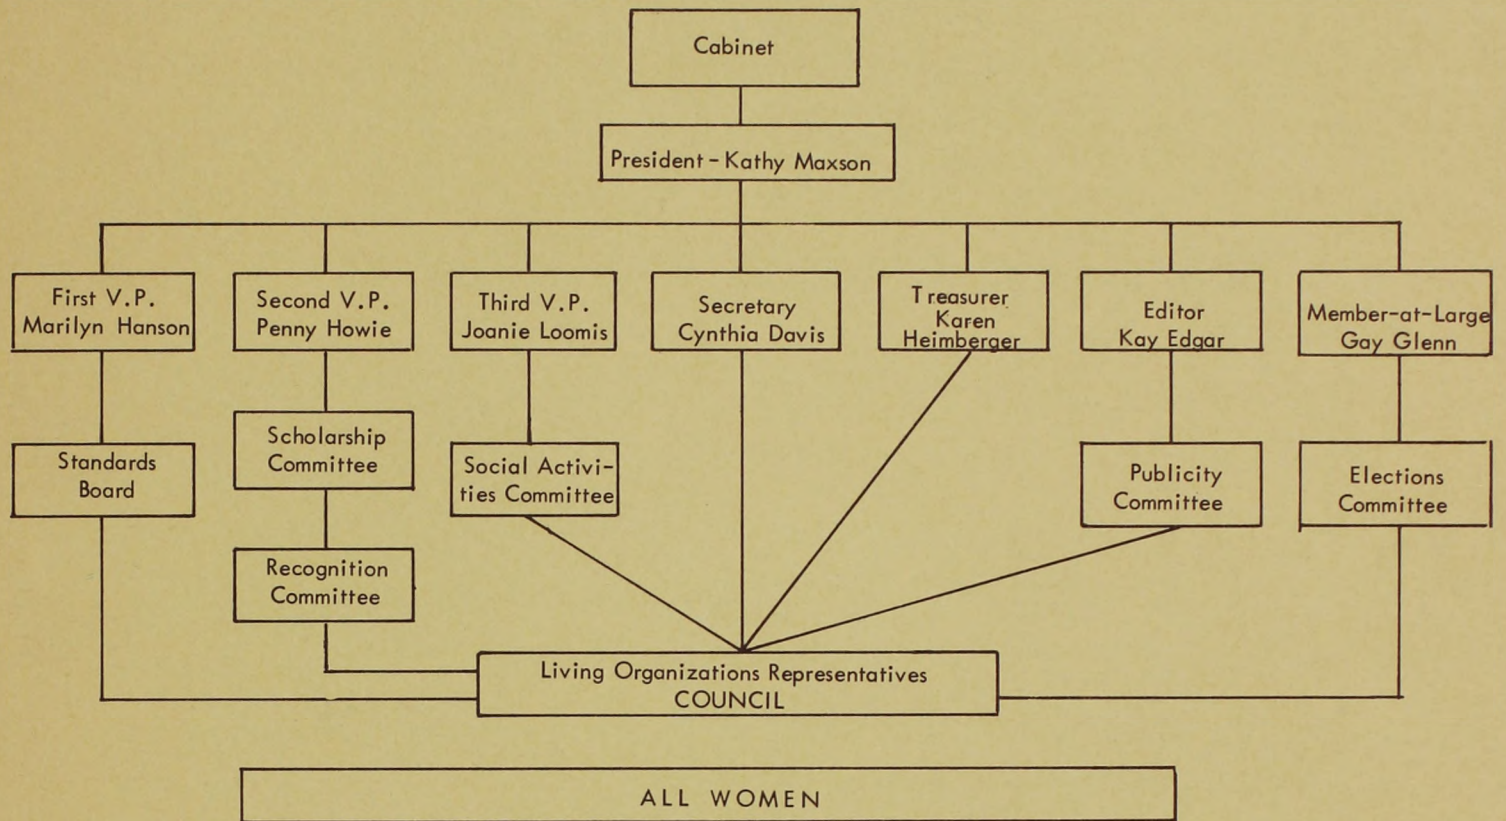 Cabinet
President - Kathy Maxson
First V.P.
Marilyn Hanson
Second V.P.
Penny Howie
Third V.P.
Joanie Loomis
Secretary
Cynthia Davis
Treasurer
Karen
Heimberger
Editor
Kay Edgar
Member-at-Large
Gay Glenn
Standards
Board
Scholarship
Committee
Recognition
Committee
Social Activi-
ties Committee
Publicity
Committee
Elections
Committee
Living Organizations Representatives
COUNCIL
ALL WOMEN